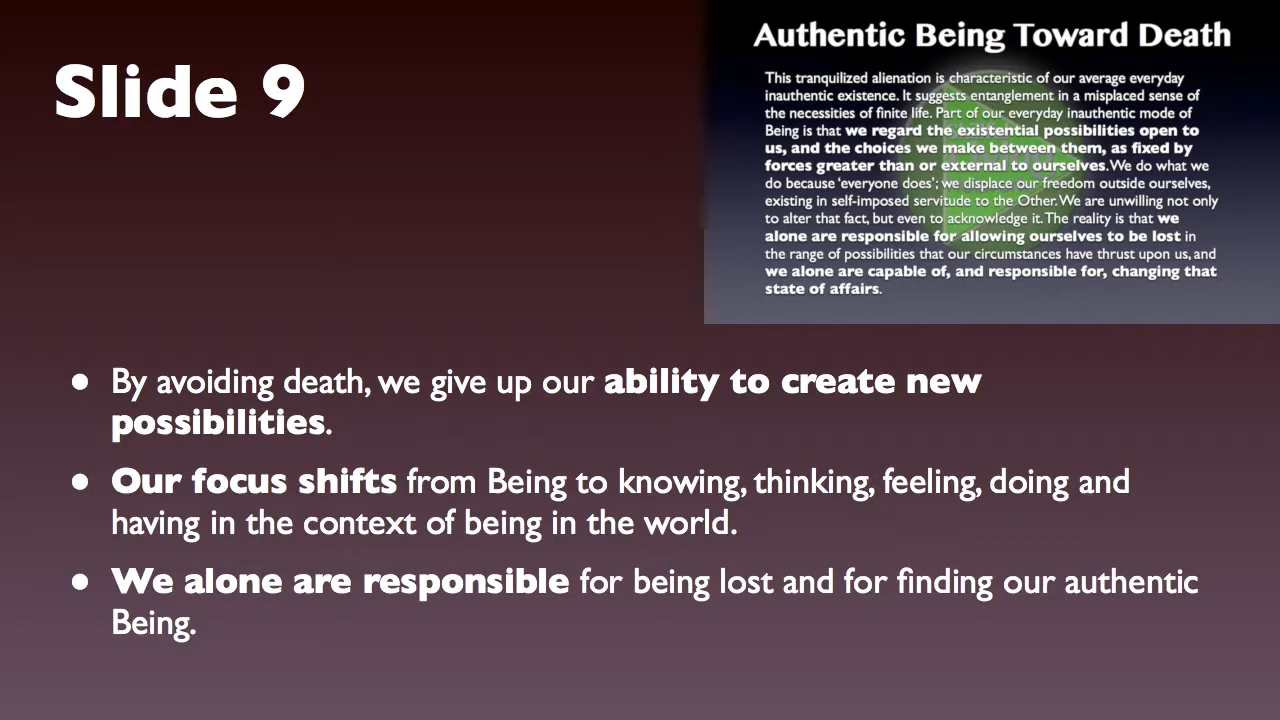 Slide 9
Authentic Being Toward Death
This tranquilized alienation is characteristic of our average everyday
inauthentic existence. It suggests entanglement in a misplaced sense of
the necessities of finite life. Part of our everyday inauthentic mode of
Being is that we regard the existential possibilities open to
us, and the choices we make between them, as fixed by
forces greater than or external to ourselves. We do what we
do because ‘everyone does’; we displace our freedom outside ourselves,
existing in self-imposed servitude to the Other. We are unwilling not only
to alter that fact, but even to acknowledge it. The reality is that we
alone are responsible for allowing ourselves to be lost in
the range of possibilities that our circumstances have thrust upon us, and
we alone are capable of, and responsible for, changing that
state of affairs.
• By avoiding death, we give up our ability to create new
possibilities.
• Our focus shifts from Being to knowing, thinking, feeling, doing and
having in the context of being in the world.
• We alone are responsible for being lost and for finding our authentic
Being.